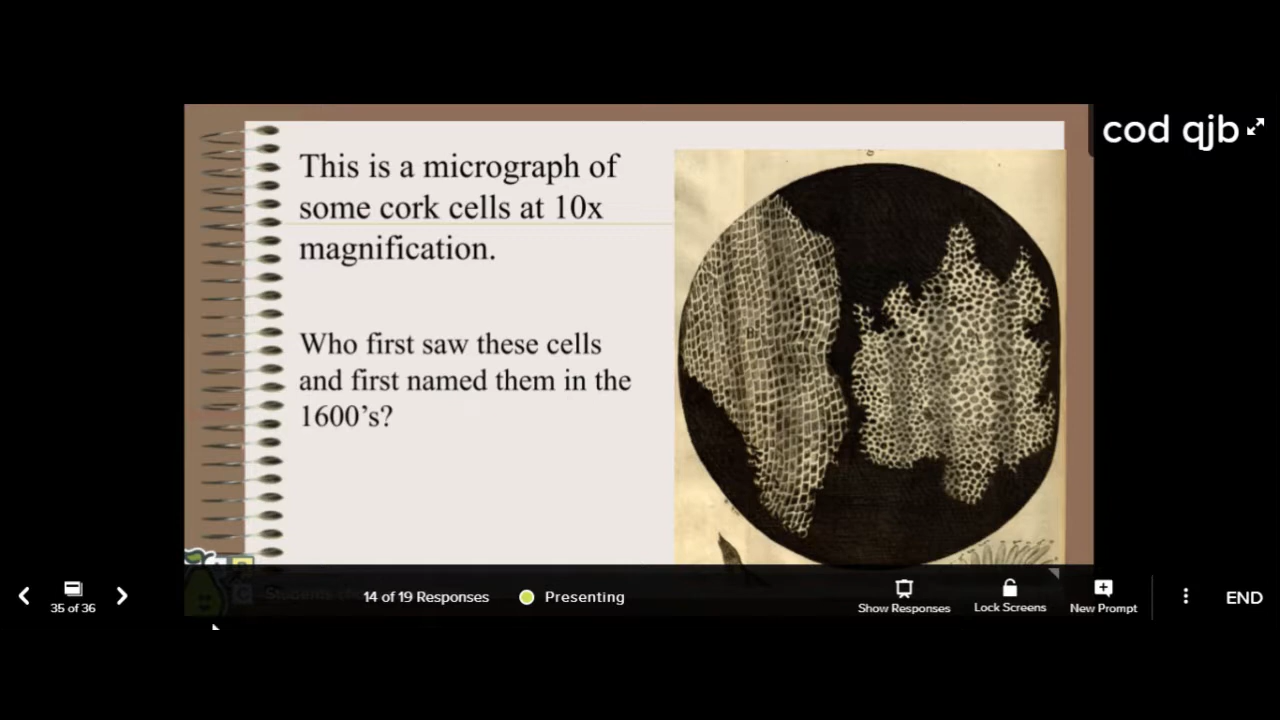 This is a micrograph of
some cork cells at 10x
magnification.
Who first saw these cells
and first named them in the
1600's?
cod qjb
35 of 36
14 of 19 Responses
Presenting
Show Responses
Lock Screens
New Prompt
END